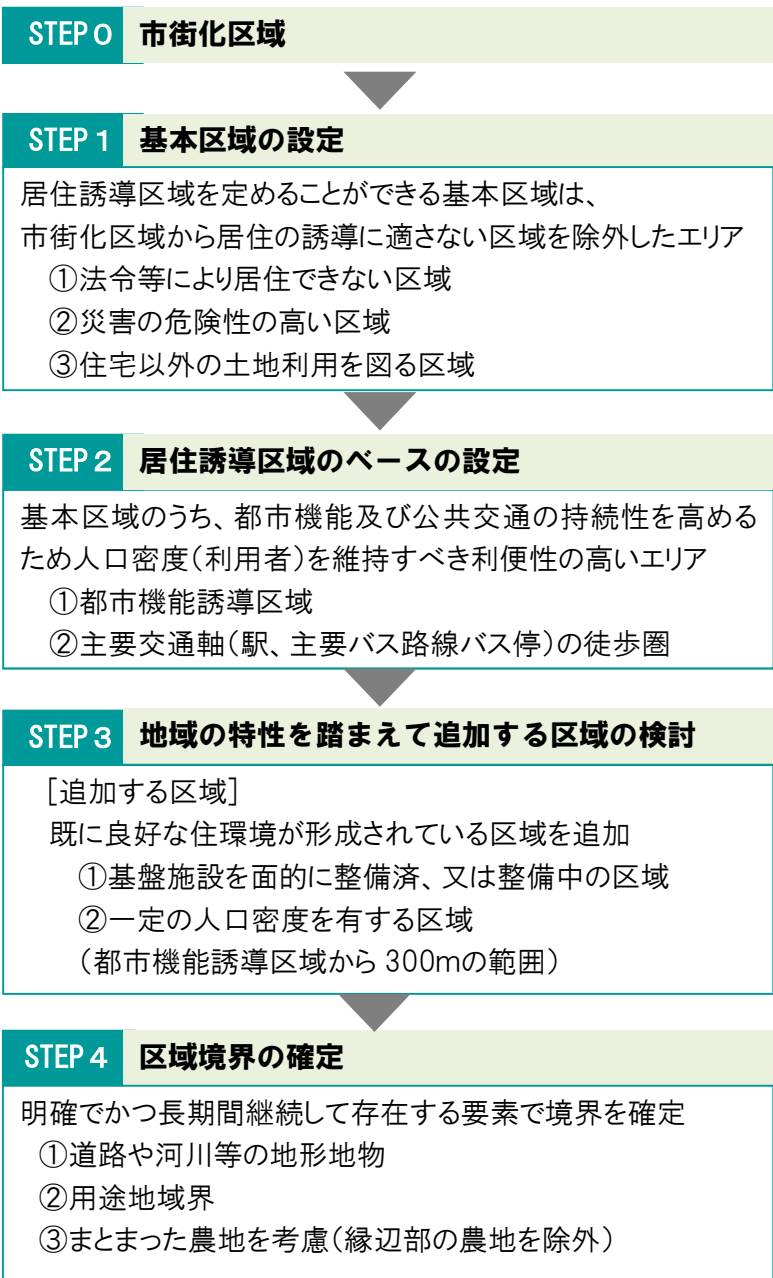 STEP 0 市街化区域
STEP 1 基本区域の設定
居住誘導区域を定めることができる基本区域は、
市街化区域から居住の誘導に適さない区域を除外したエリア
①法令等により居住できない区域
②災害の危険性の高い区域
③住宅以外の土地利用を図る区域
STEP 2 居住誘導区域のベースの設定
基本区域のうち、都市機能及び公共交通の持続性を高める
ため人口密度(利用者)を維持すべき利便性の高いエリア
①都市機能誘導区域
②主要交通軸(駅、主要バス路線バス停)の徒歩圏
STEP 3 地域の特性を踏まえて追加する区域の検討
[追加する区域]
既に良好な住環境が形成されている区域を追加
①基盤施設を面的に整備済、又は整備中の区域
②一定の人口密度を有する区域
(都市機能誘導区域から 300mの範囲)
STEP 4 区域境界の確定
明確でかつ長期間継続して存在する要素で境界を確定
①道路や河川等の地形地物
②用途地域界
③まとまった農地を考慮(縁辺部の農地を除外)